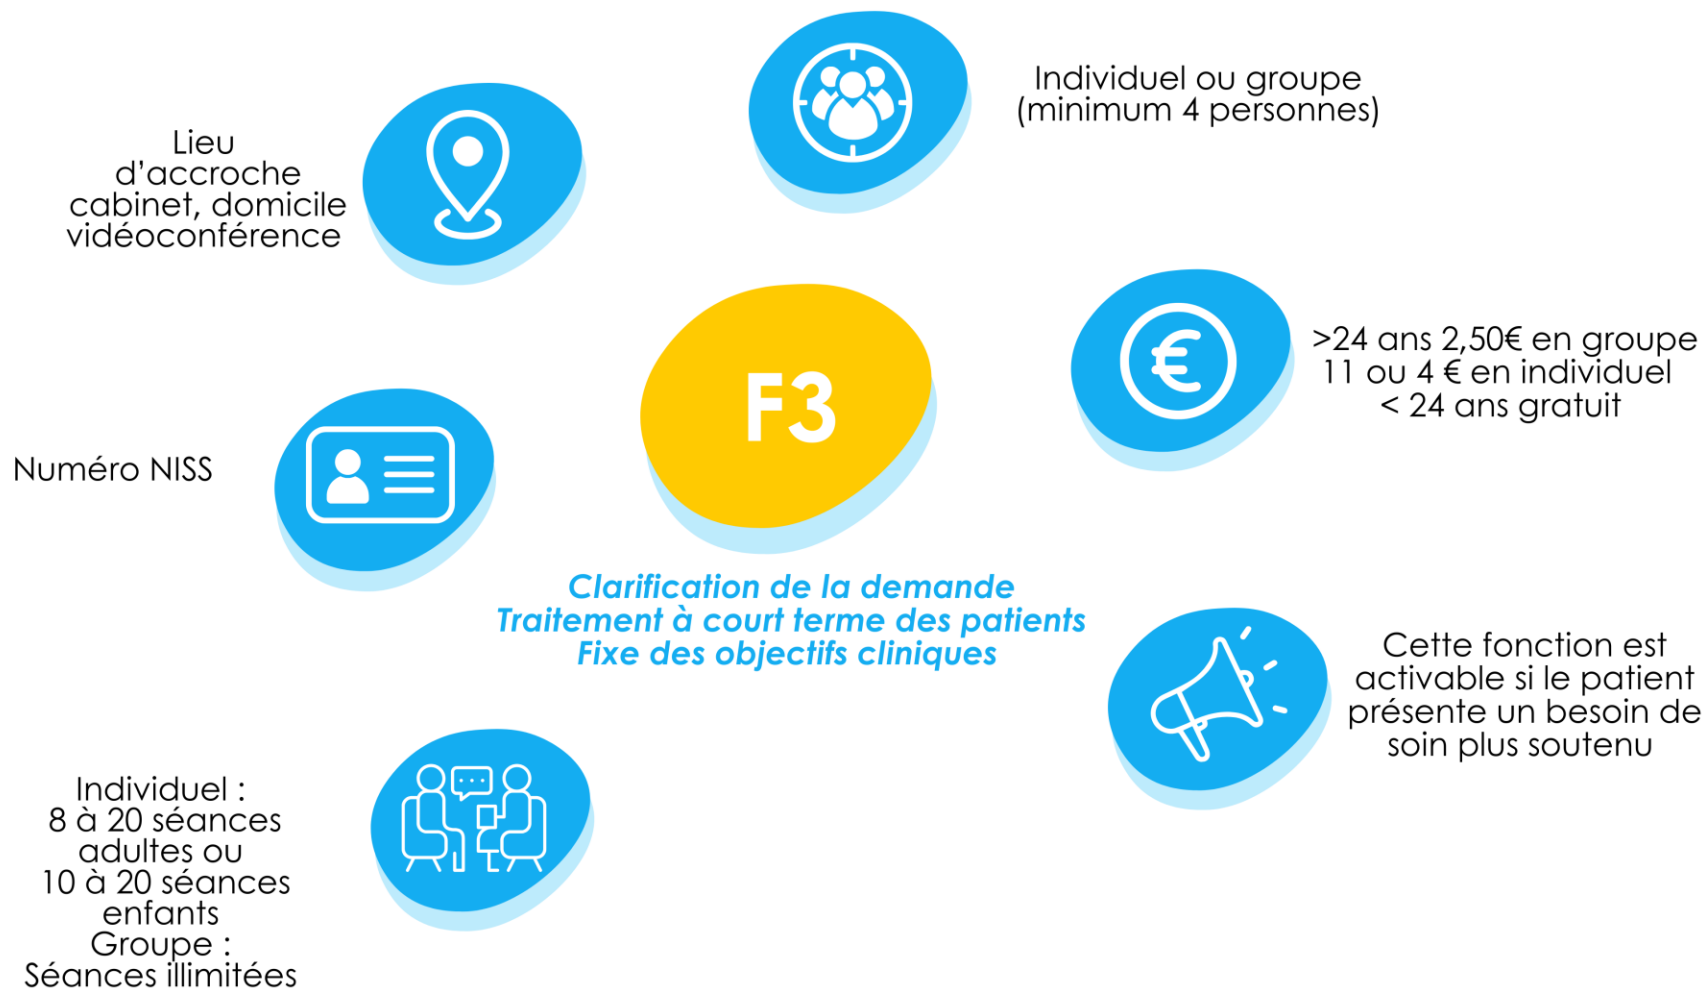 Individuel ou groupe
(minimum 4 personnes)
Lieu
d'accroche
cabinet, domicile
vidéoconférence
>24 ans 2,50€ en groupe
11 ou 4 € en individuel
< 24 ans gratuit
F3
Numéro NISS
Clarification de la demande
Traitement à court terme des patients
Fixe des objectifs cliniques
Cette fonction est
activable si le patient
présente un besoin de
soin plus soutenu
Individuel :
8 à 20 séances
adultes ou
10 à 20 séances
enfants
Groupe :
Séances illimitées